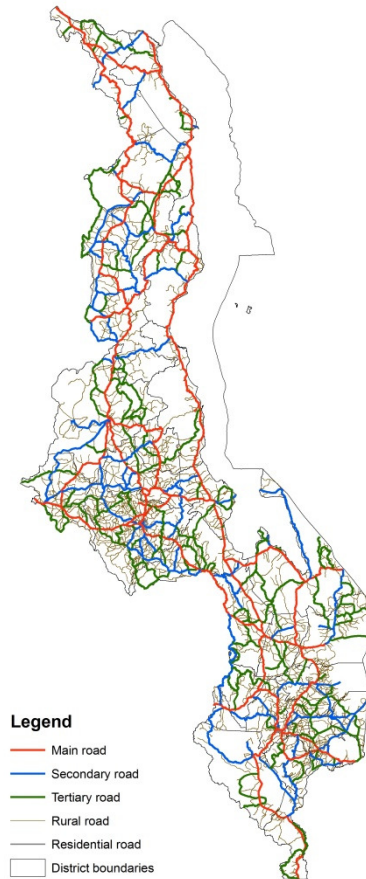 Legend
Main road
Secondary road
Tertiary road
Rural road
Residential road
District boundaries